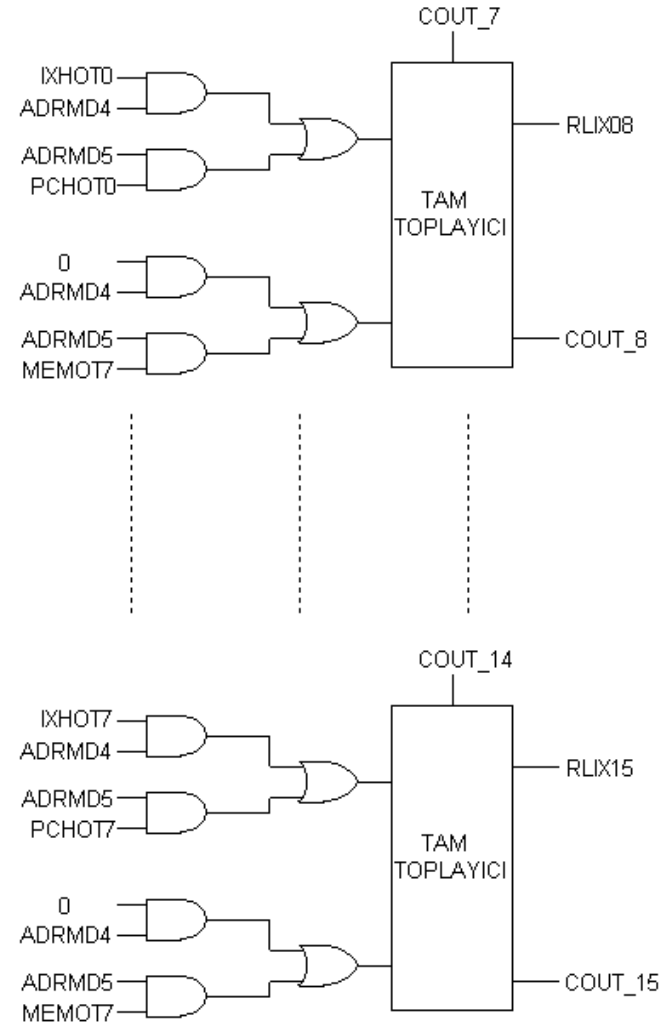 COUT_7
IXHOT0
ADRMD4
RLIX08
ADRMD5
PCHOT0
TAM
TOPLAYICI
0
ADRMD4
ADRMD5
COUT_8
MEMOT7
COUT_14
IXHOT7
ADRMD4
RLIX15
ADRMD5
PCHOT7
TAM
TOPLAYICI
0
ADRMD4
ADRMD5
COUT_15
MEMOT7